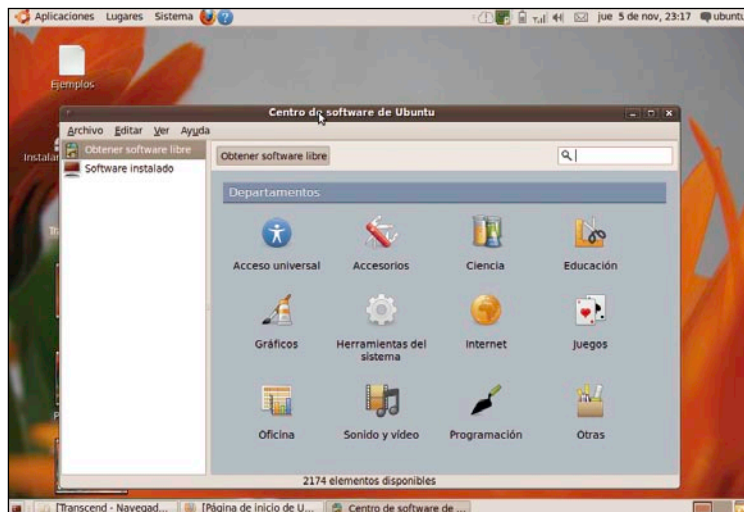 Aplicaciones Lugares Sistema jue 5 de nov, 23:17 ubuntu
Ejemplos
Centro de software de Ubuntu
Archivo Editar Ver Ayuda
Obtener software libre
Software instalado
Obtener software libre
Departamentos
Acceso universal Accesorios Ciencia Educación
Gráficos Herramientas del sistema Internet Juegos
Oficina Sonido y vídeo Programación Otras
2174 elementos disponibles
[Transcend - Navegad... [Página de inicio de U... Centro de software de ...